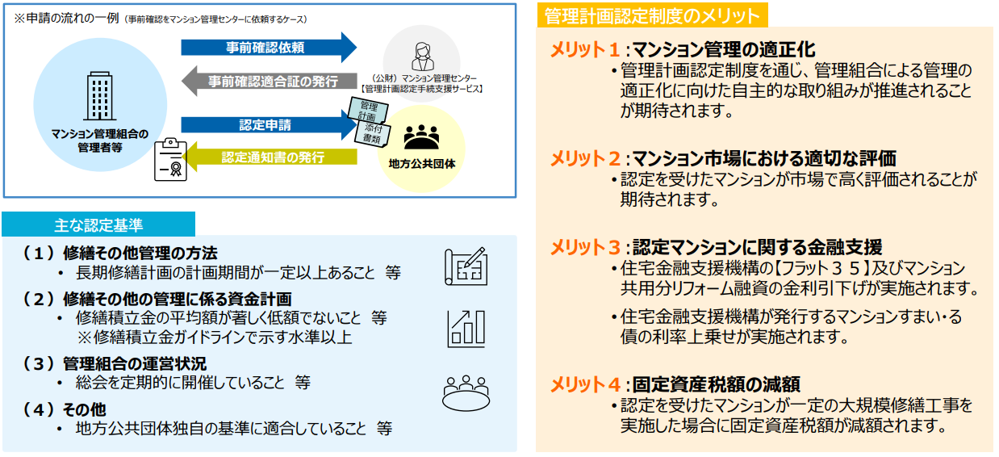 ※申請の流れの一例（事前確認をマンション管理センターに依頼するケース）
事前確認依頼
事前確認適合証の発行
（公財）マンション管理センター
【管理計画認定手続支援サービス】
マンション管理組合の
管理者等
認定申請
管理
計画
添付
書類
認定通知書の発行
地方公共団体
主な認定基準
（１）修繕その他管理の方法
• 長期修繕計画の計画期間が一定以上あること　等
（２）修繕その他の管理に係る資金計画
• 修繕積立金の平均額が著しく低額でないこと　等
※修繕積立金ガイドラインで示す水準以上
（３）管理組合の運営状況
• 総会を定期的に開催していること　等
（４）その他
• 地方公共団体独自の基準に適合していること　等
管理計画認定制度のメリット
メリット１：マンション管理の適正化
・管理計画認定制度を通じ、管理組合による管理の
適正化に向けた自主的な取り組みが推進されること
が期待されます。
メリット２：マンション市場における適切な評価
・認定を受けたマンションが市場で高く評価されることが
期待されます。
メリット３：認定マンションに関する金融支援
・住宅金融支援機構の【フラット３５】及びマンション
共用分リフォーム融資の金利引下げが実施されます。
・住宅金融支援機構が発行するマンションすまい・る
債の利率上乗せが実施されます。
メリット４：固定資産税額の減額
・認定を受けたマンションが一定の大規模修繕工事を
実施した場合に固定資産税額が減額されます。